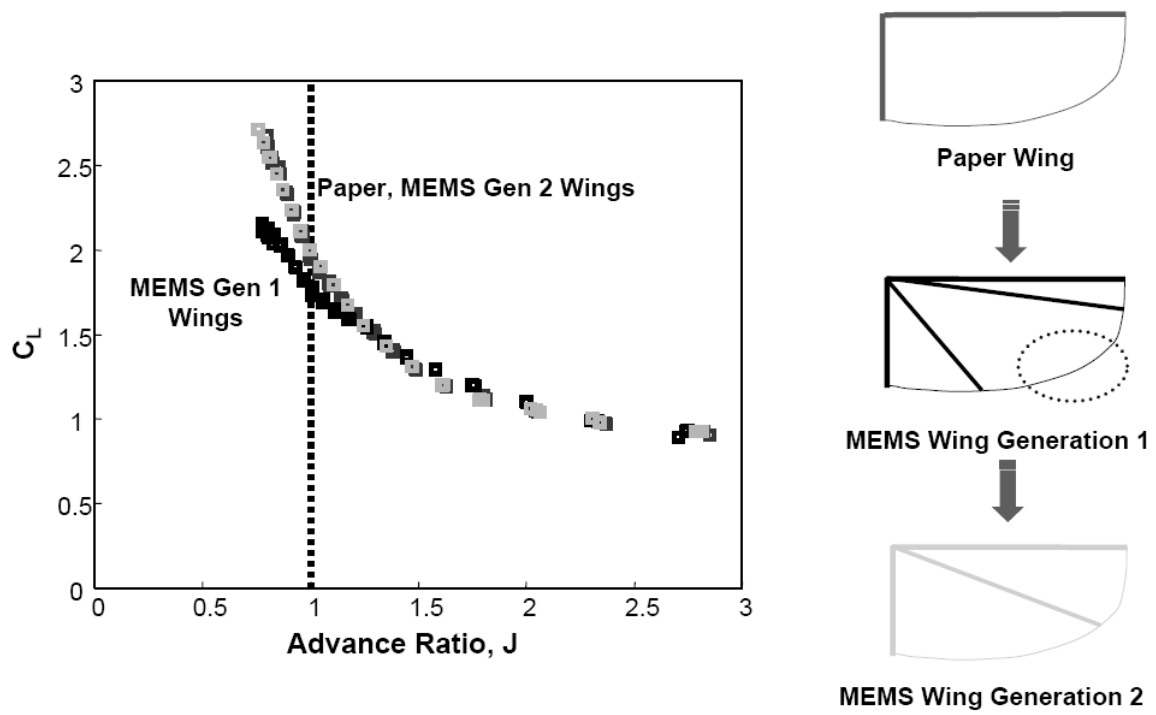 3
2.5
2
1.5
1
0.5
0
C_L
0
0.5
1
1.5
2
2.5
3
Advance Ratio, J
Paper, MEMS Gen 2 Wings
MEMS Gen 1
Wings
Paper Wing
MEMS Wing Generation 1
MEMS Wing Generation 2